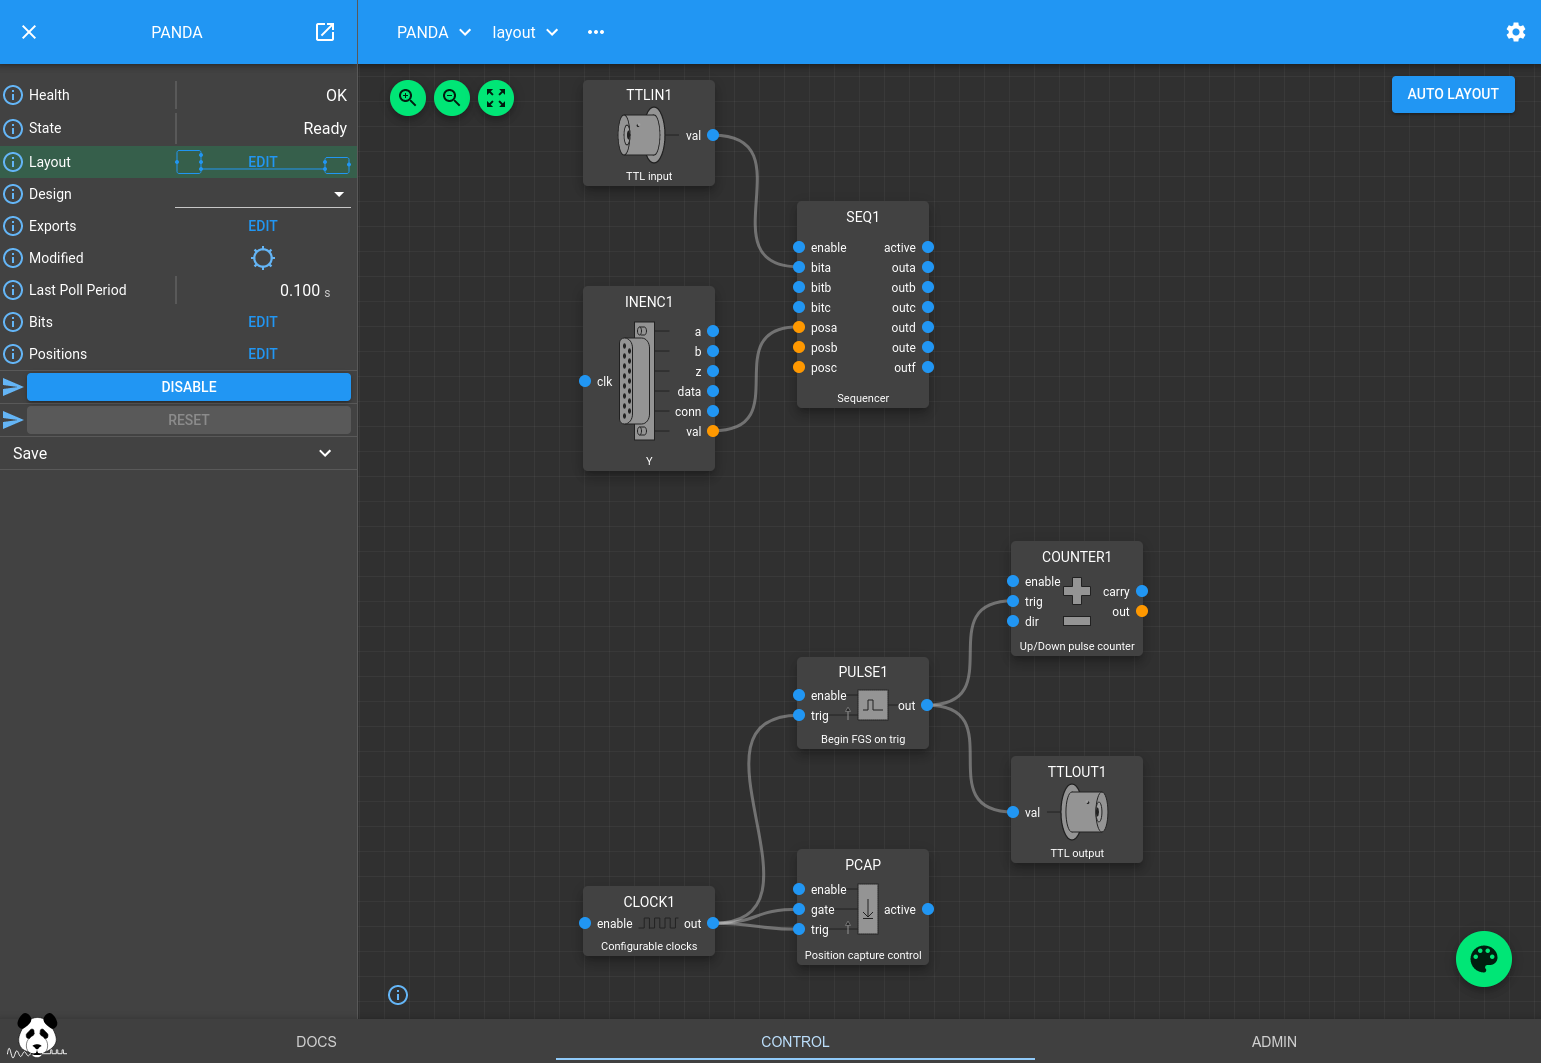 PANDA
PANDA layout
Health OK
State Ready
Layout EDIT
Design
Exports EDIT
Modified
Last Poll Period 0.100 s
Bits EDIT
Positions EDIT
DISABLE
RESET
Save
AUTO LAYOUT
TTLIN1
val
TTL input
SEQ1
enable active
bita outa
bitb outb
bitc outc
posa outd
posb oute
posc outf
Sequencer
INENC1
a
b
z
clk
data
conn
val
Y
COUNTER1
enable
carry
trig
out
dir
Up/Down pulse counter
PULSE1
enable
out
trig
Begin FGS on trig
TTLOUT1
val
TTL output
PCAP
enable
gate active
trig
Position capture control
CLOCK1
enable out
Configurable clocks
DOCS CONTROL ADMIN